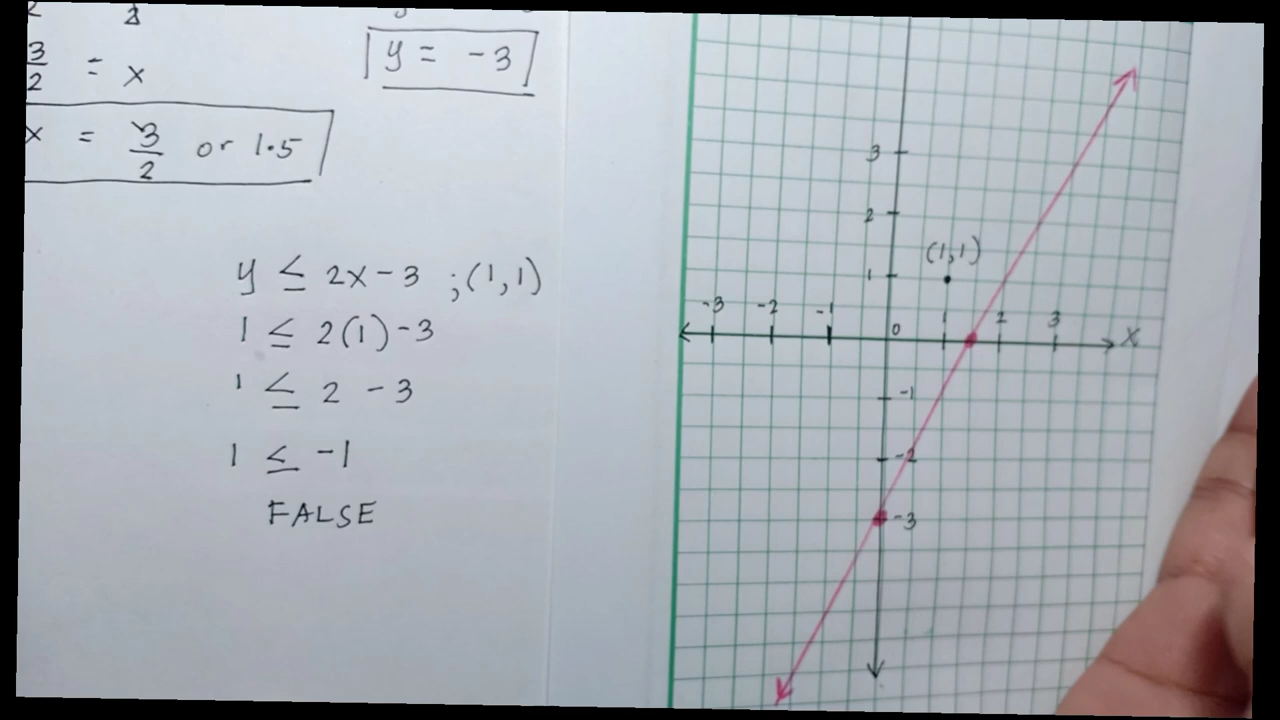 3/2 = x
x = 3/2 or 1.5
y = -3
y ≤ 2x - 3 ; (1,1)
1 ≤ 2(1) - 3
1 ≤ 2 - 3
1 ≤ -1
FALSE
3
2
(1,1)
1
-3 -2 -1 0 1 2 3 X
-1
-2
-3